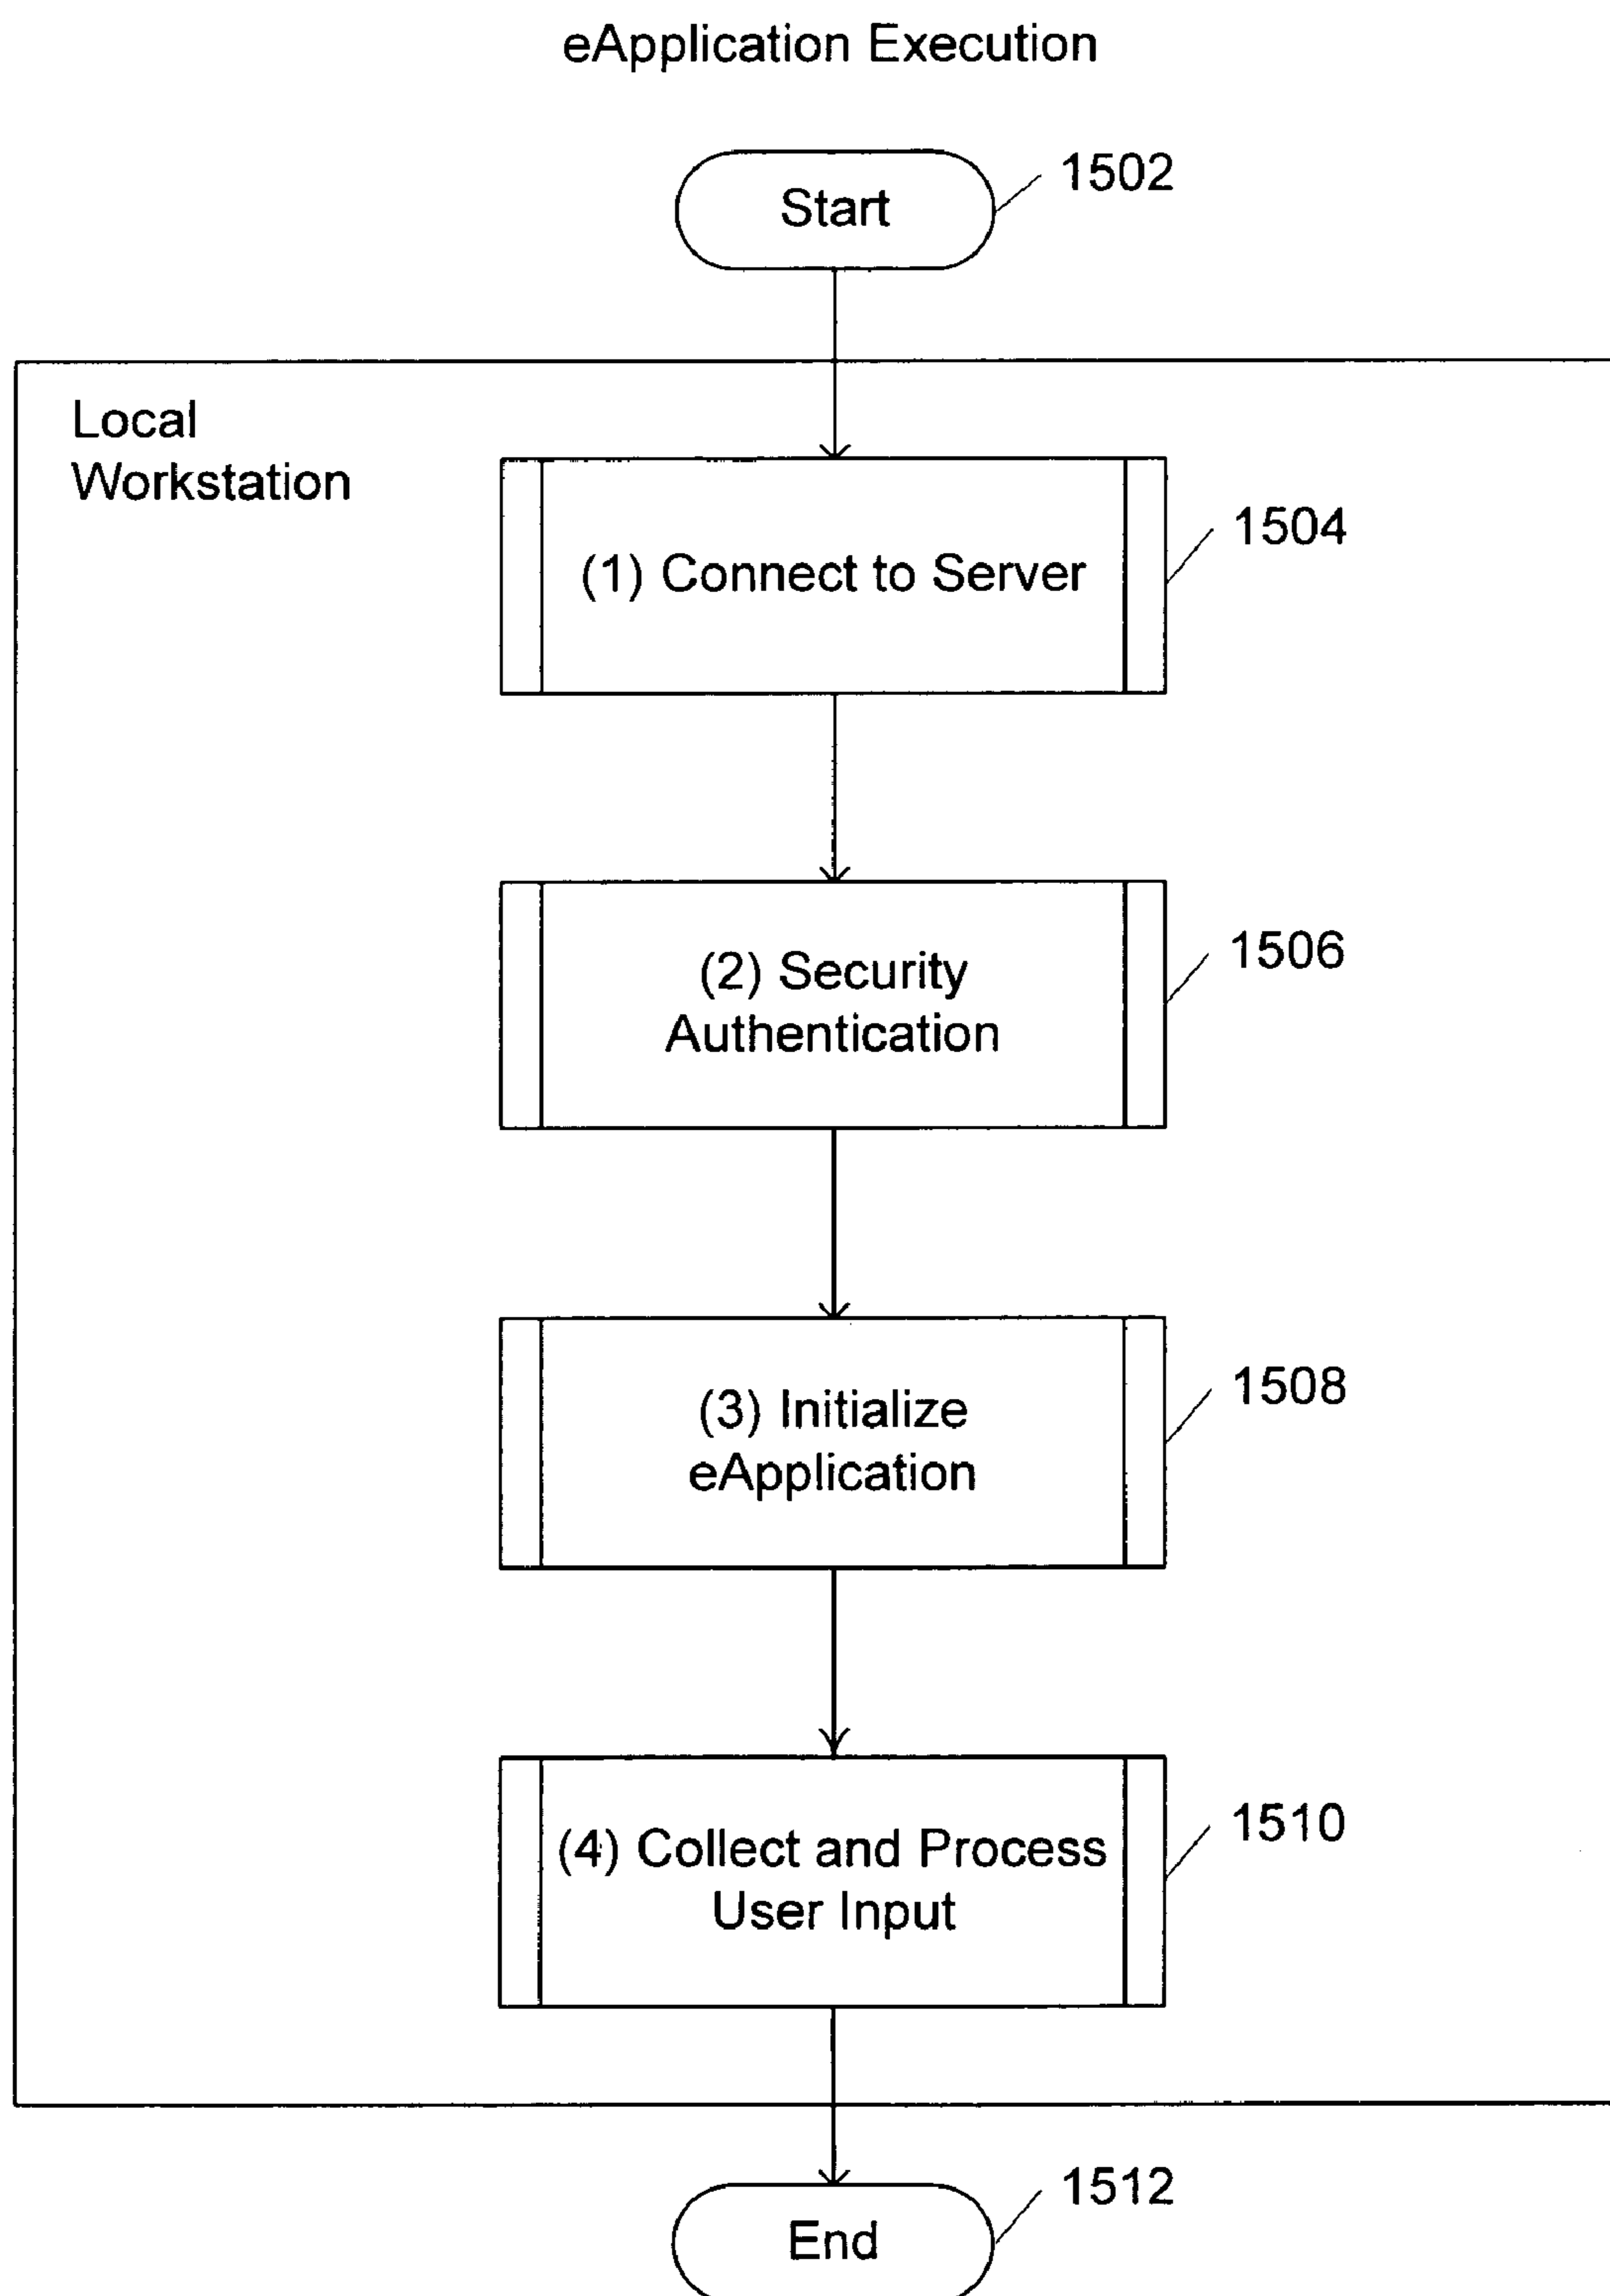 eApplication Execution
Start
1502
Local
Workstation
(1) Connect to Server
1504
(2) Security
Authentication
1506
(3) Initialize
eApplication
1508
(4) Collect and Process
User Input
1510
End
1512